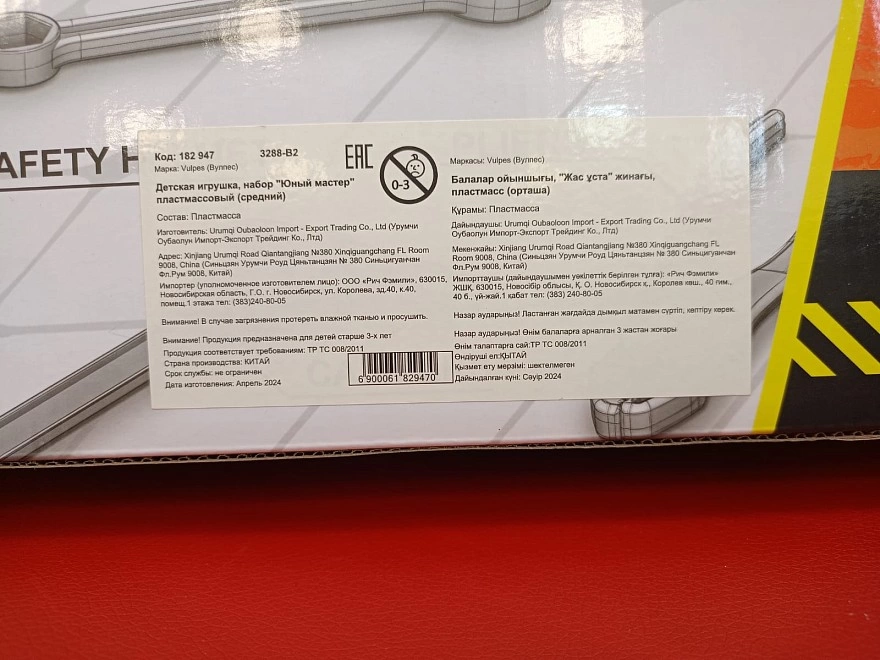 AFETY H
Код: 182 947 3288-B2
Марка: Vulpes (Вулпес)
EAC
0-3
Детская игрушка, набор "Юный мастер"
пластмассовый (средний)
Состав: Пластмасса
Изготовитель: Urumqi Oubaoloon Import - Export Trading Co., Ltd (Урумчи
Оубаолун Импорт-Экспорт Трейдинг Ко., Лтд)
Адрес: Xinjiang Urumqi Road Qiantangjiang №380 Xinqiguangchang FL Room
9008, China (Синьцзян Урумчи Роуд Цяньтанцзян № 380 Синьцигуанчан
Фл.Рум 9008, Китай)
Импортер (уполномоченное изготовителем лицо): ООО «Рич Фэмили», 630015,
Новосибирская область, Г.О. г. Новосибирск, ул. Королева, зд.40, к.40,
помещ.1 этажа тел: (383)240-80-05
Внимание! В случае загрязнения протереть влажной тканью и просушить.
Внимание! Продукция предназначена для детей старше 3-х лет
Продукция соответствует требованиям: ТР ТС 008/2011
Страна производства: КИТАЙ
Срок службы: не ограничен
Дата изготовления: Апрель 2024
6 900061 829470
Маркасы: Vulpes (Вулпес)
Балалар ойыншығы, "Жас ұста" жинағы,
пластмасс (орташа)
Құрамы: Пластмасса
Дайындаушы: Urumqi Oubaoloon Import - Export Trading Co., Ltd (Урумчи
Оубаолун Импорт-Экспорт Трейдинг Ко., Лтд)
Мекенжайы: Xinjiang Urumqi Road Qiantangjiang №380 Xinqiguangchang FL
Room 9008, China (Синьцзян Урумчи Роуд Цяньтанцзян № 380 Синьцигуанчан
Фл.Рум 9008, Китай)
Импорттаушы (дайындаушымен уәкілеттік берілген тұлға): «Рич Фэмили»
ЖШҚ, 630015, Новосібір облысы, Қ. О. Новосібірск қ., Королев көш., 40 ғим.,
40 б., үй-жай.1 қабат тел: (383) 240-80-05
Назар аударыңыз! Ластанған жағдайда дымқыл матамен сүртіп, кептіру керек.
Назар аударыңыз! Өнім балаларға арналған 3 жастан жоғары
Өнім талаптарға сай:ТР ТС 008/2011
Өндіруші ел:ҚЫТАЙ
Қызмет ету мерзімі: шектелмеген
Дайындалған күні: Сәуір 2024